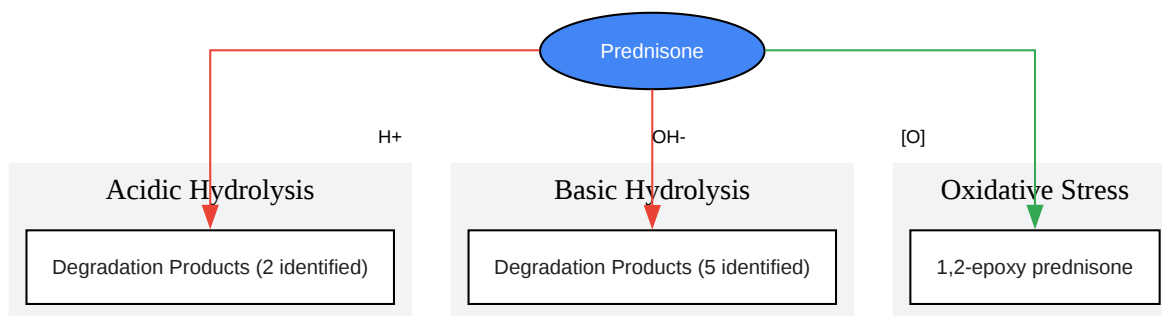 Prednisone
H+
OH-
[O]
Acidic Hydrolysis
Basic Hydrolysis
Oxidative Stress
Degradation Products (2 identified)
Degradation Products (5 identified)
1,2-epoxy prednisone